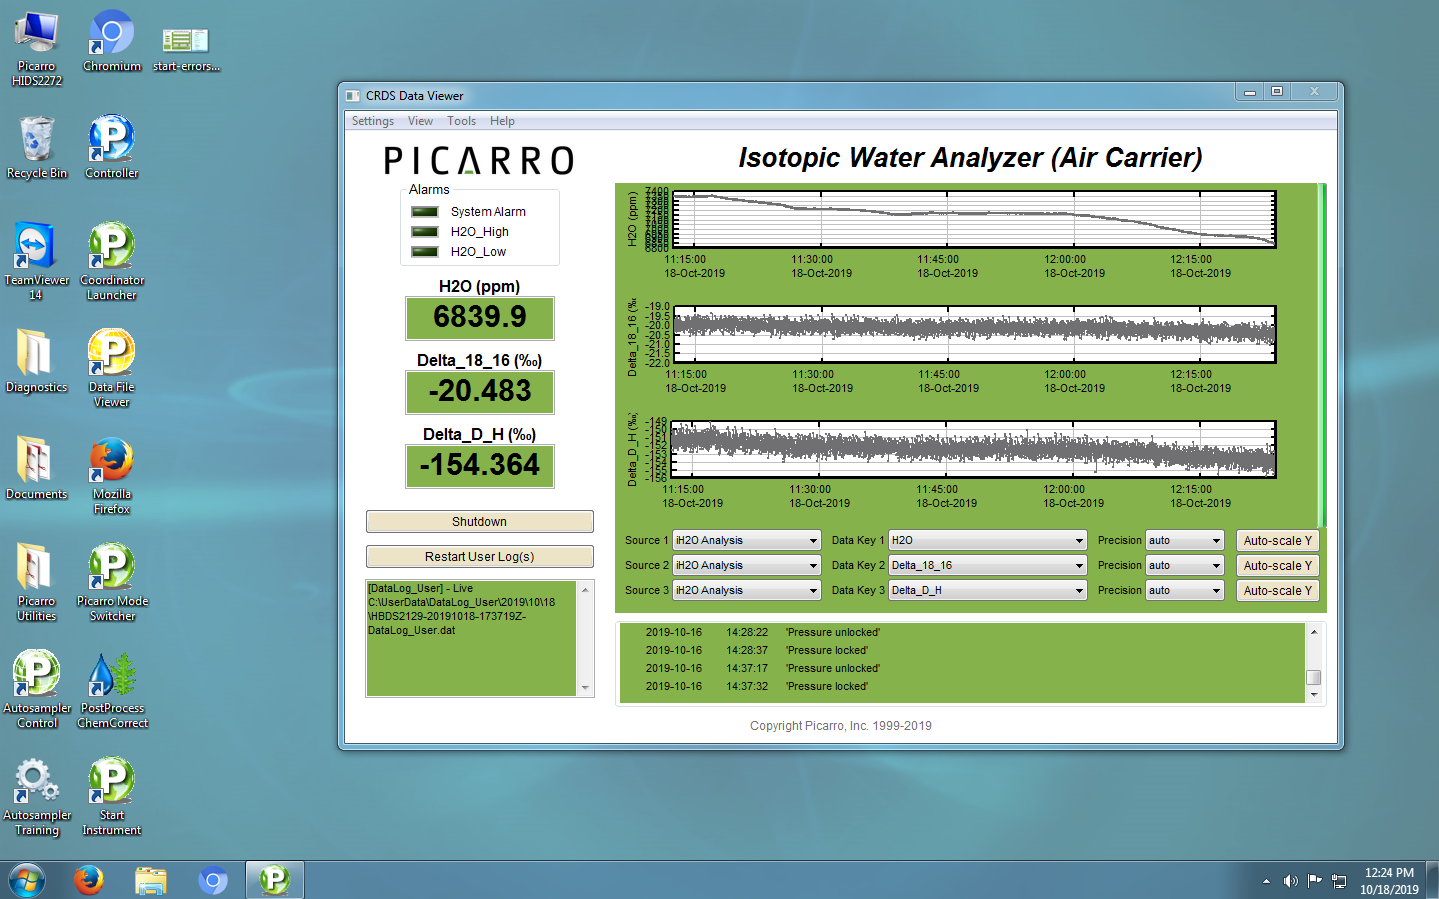 Picarro
HIDS2272
Chromium
start-errors...
Recycle Bin
Controller
TeamViewer
14
Coordinator
Launcher
Diagnostics
Data File
Viewer
Documents
Mozilla
Firefox
Picarro
Utilities
Picarro Mode
Switcher
Autosampler
Control
PostProcess
ChemCorrect
Autosampler
Training
Start
Instrument
CRDS Data Viewer
Settings View Tools Help
PICARRO
Isotopic Water Analyzer (Air Carrier)
Alarms
System Alarm
H2O_High
H2O_Low
H2O (ppm)
6839.9
Delta_18_16 (‰)
-20.483
Delta_D_H (‰)
-154.364
Shutdown
Restart User Log(s)
[DataLog_User] - Live
C:\UserData\DataLog_User\2019\10\18
\HBDS2129-20191018-173719Z-
DataLog_User.dat
H2O (ppm)
7400
6800
11:15:00 11:30:00 11:45:00 12:00:00 12:15:00
18-Oct-2019 18-Oct-2019 18-Oct-2019 18-Oct-2019 18-Oct-2019
Delta_18_16 (‰
-19.0
-19.5
-20.0
-20.5
-21.0
-21.5
-22.0
11:15:00 11:30:00 11:45:00 12:00:00 12:15:00
18-Oct-2019 18-Oct-2019 18-Oct-2019 18-Oct-2019 18-Oct-2019
Delta_D_H (‰)
-149
-150
-151
-152
-153
-154
-155
-156
11:15:00 11:30:00 11:45:00 12:00:00 12:15:00
18-Oct-2019 18-Oct-2019 18-Oct-2019 18-Oct-2019 18-Oct-2019
Source 1 iH2O Analysis Data Key 1 H2O Precision auto Auto-scale Y
Source 2 iH2O Analysis Data Key 2 Delta_18_16 Precision auto Auto-scale Y
Source 3 iH2O Analysis Data Key 3 Delta_D_H Precision auto Auto-scale Y
2019-10-16 14:28:22 'Pressure unlocked'
2019-10-16 14:28:37 'Pressure locked'
2019-10-16 14:37:17 'Pressure unlocked'
2019-10-16 14:37:32 'Pressure locked'
Copyright Picarro, Inc. 1999-2019
12:24 PM
10/18/2019